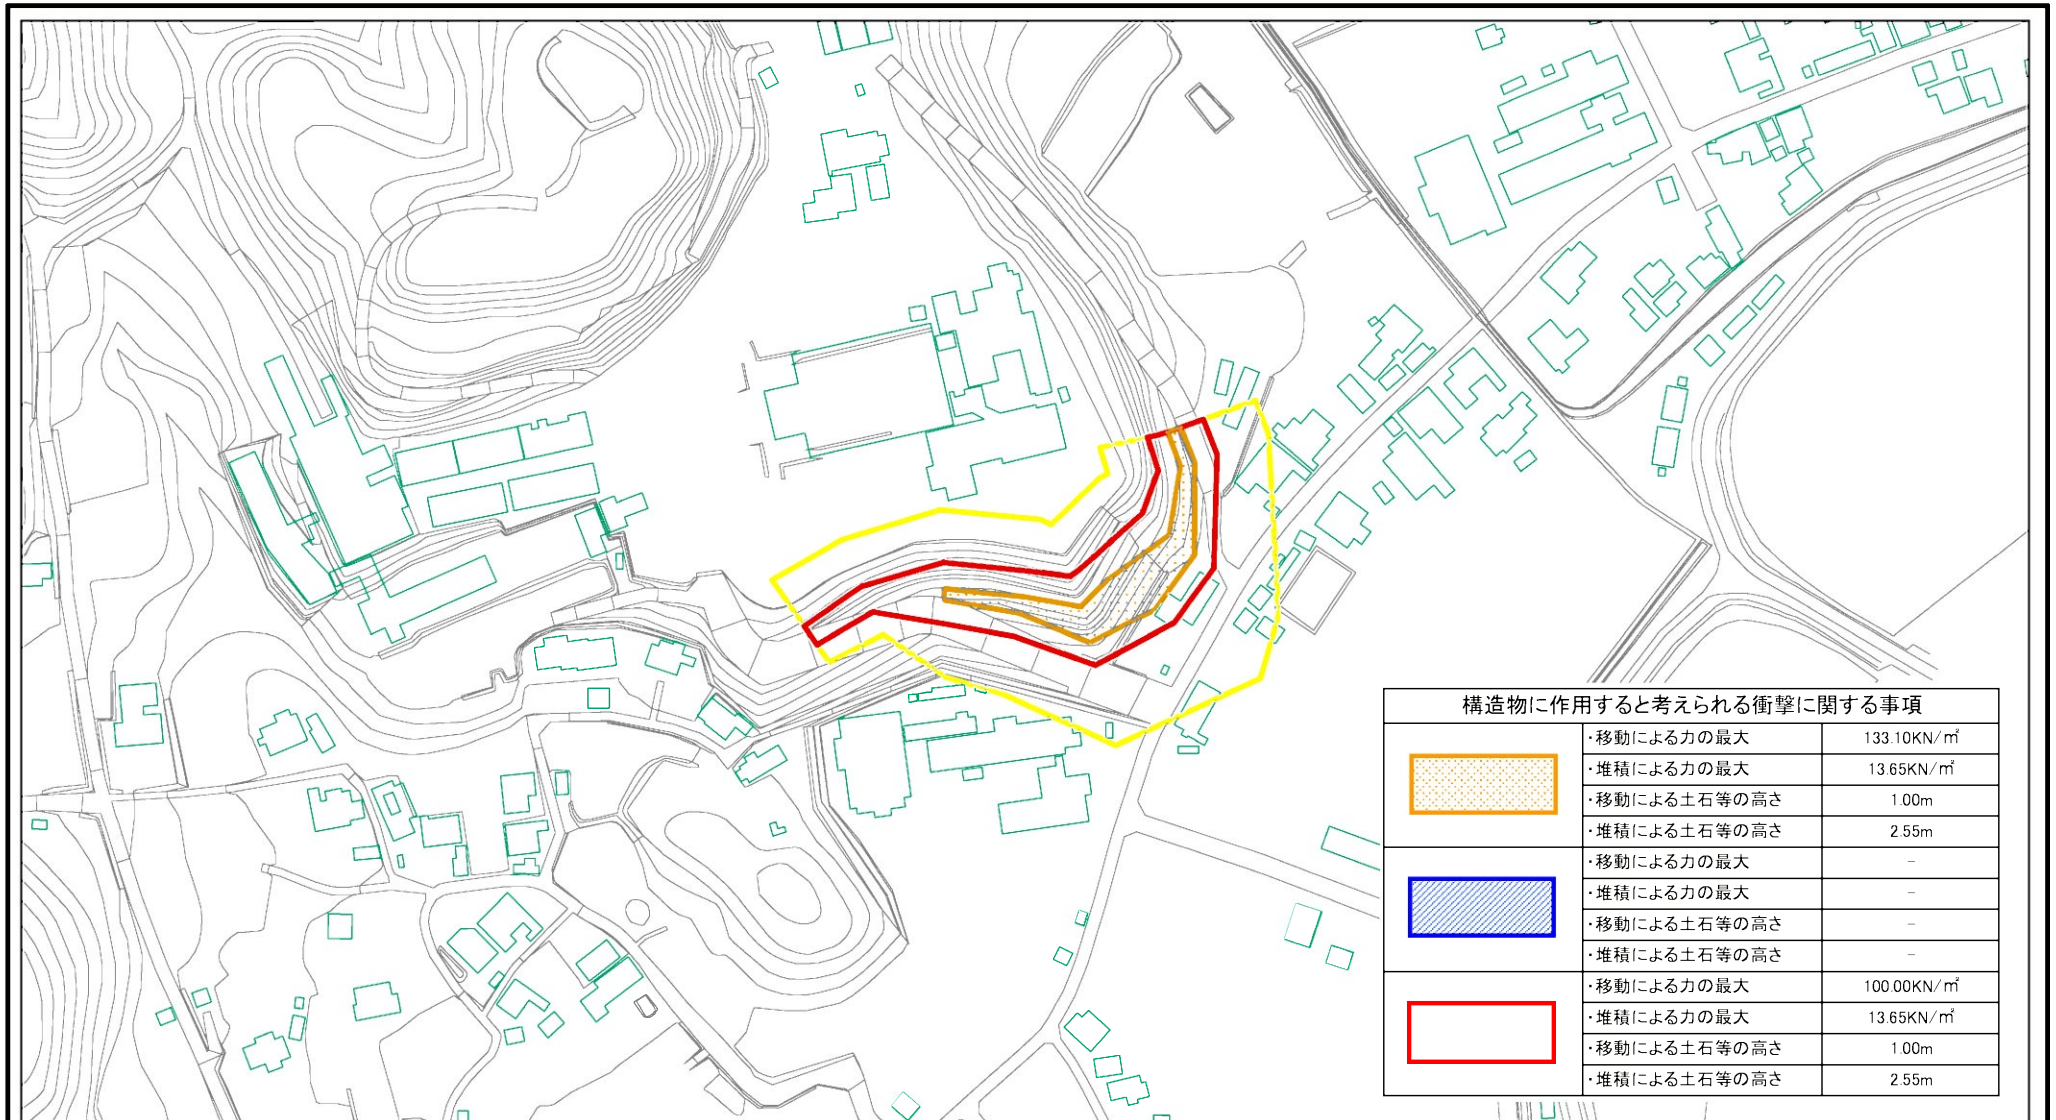 構造物に作用すると考えられる衝撃に関する事項
・移動による力の最大 133.10KN/㎡
・堆積による力の最大 13.65KN/㎡
・移動による土石等の高さ 1.00m
・堆積による土石等の高さ 2.55m
・移動による力の最大 －
・堆積による力の最大 －
・移動による土石等の高さ －
・堆積による土石等の高さ －
・移動による力の最大 100.00KN/㎡
・堆積による力の最大 13.65KN/㎡
・移動による土石等の高さ 1.00m
・堆積による土石等の高さ 2.55m